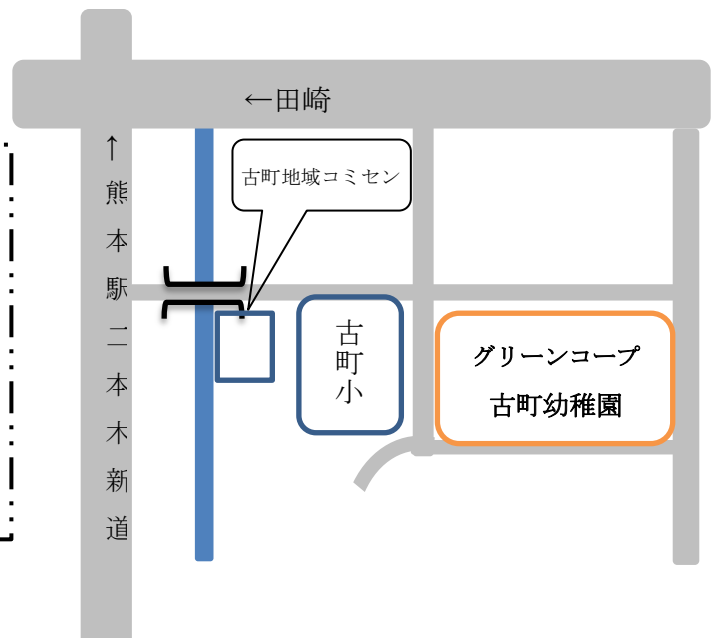 ←田崎
↑熊本駅二本木新道
古町地域コミセン
古町小
グリーンコープ
古町幼稚園